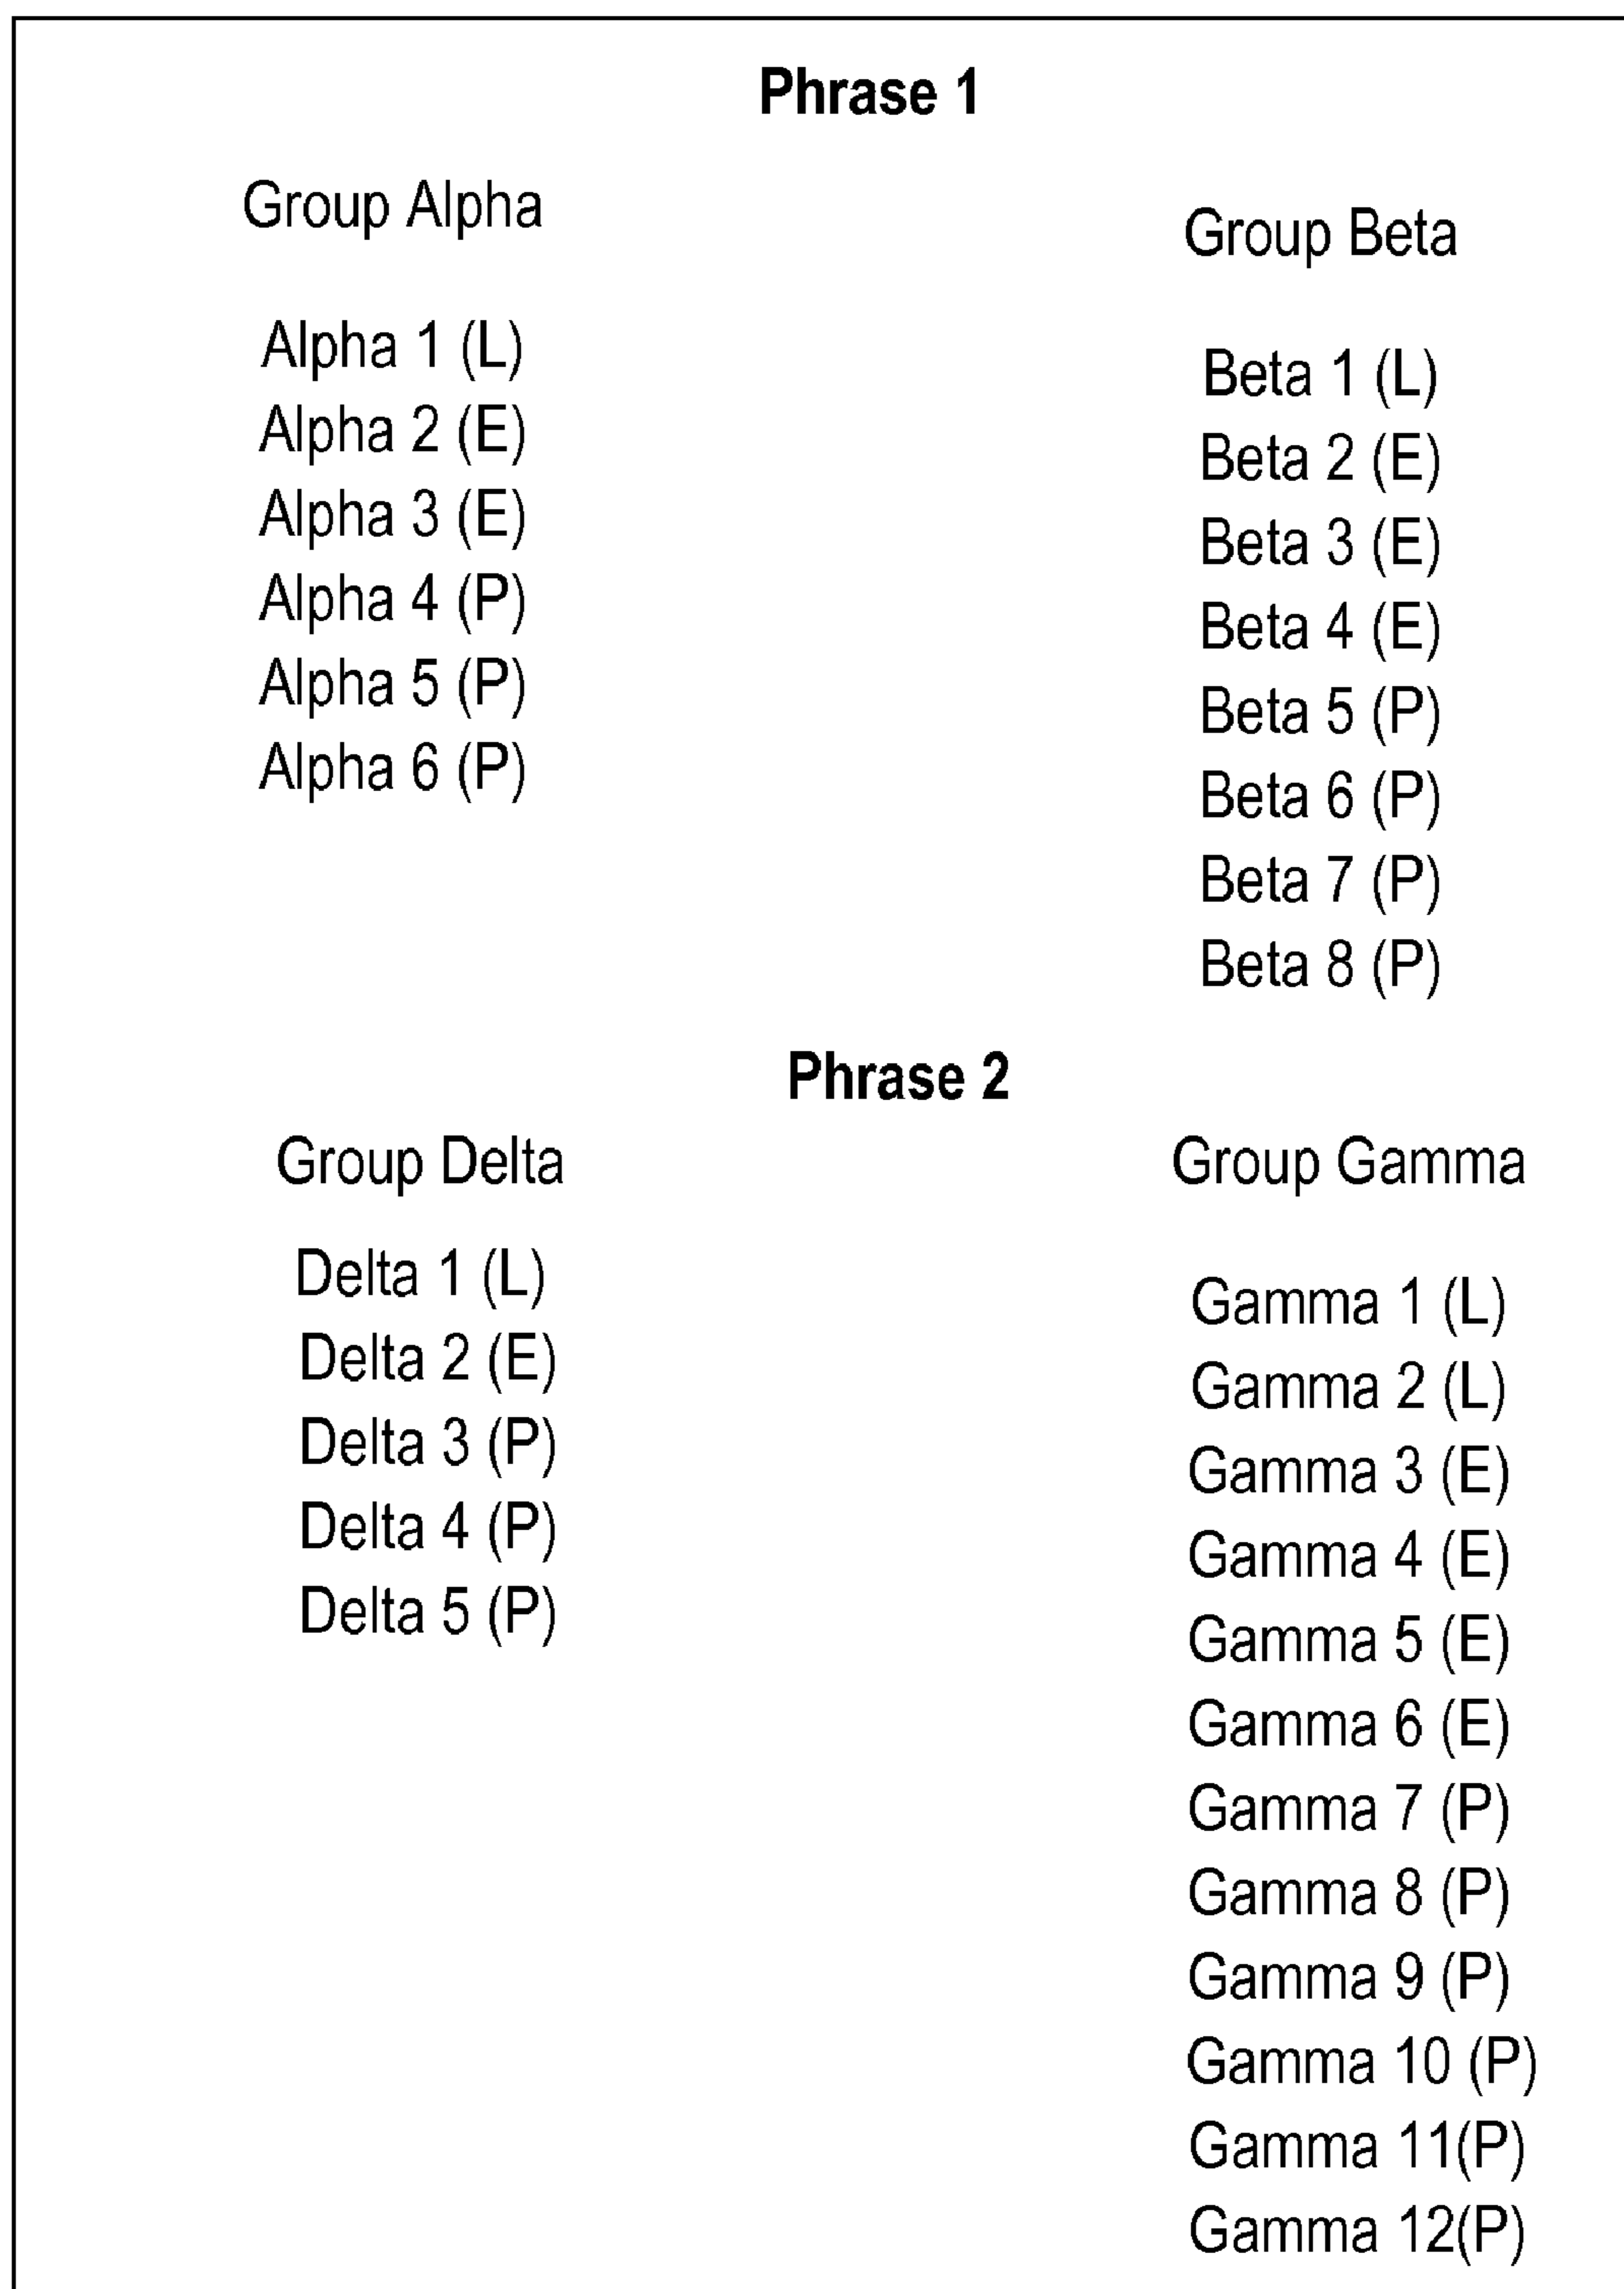 Phrase 1
Group Alpha
Alpha 1 (L)
Alpha 2 (E)
Alpha 3 (E)
Alpha 4 (P)
Alpha 5 (P)
Alpha 6 (P)
Group Beta
Beta 1 (L)
Beta 2 (E)
Beta 3 (E)
Beta 4 (E)
Beta 5 (P)
Beta 6 (P)
Beta 7 (P)
Beta 8 (P)
Phrase 2
Group Delta
Delta 1 (L)
Delta 2 (E)
Delta 3 (P)
Delta 4 (P)
Delta 5 (P)
Group Gamma
Gamma 1 (L)
Gamma 2 (L)
Gamma 3 (E)
Gamma 4 (E)
Gamma 5 (E)
Gamma 6 (E)
Gamma 7 (P)
Gamma 8 (P)
Gamma 9 (P)
Gamma 10 (P)
Gamma 11(P)
Gamma 12(P)